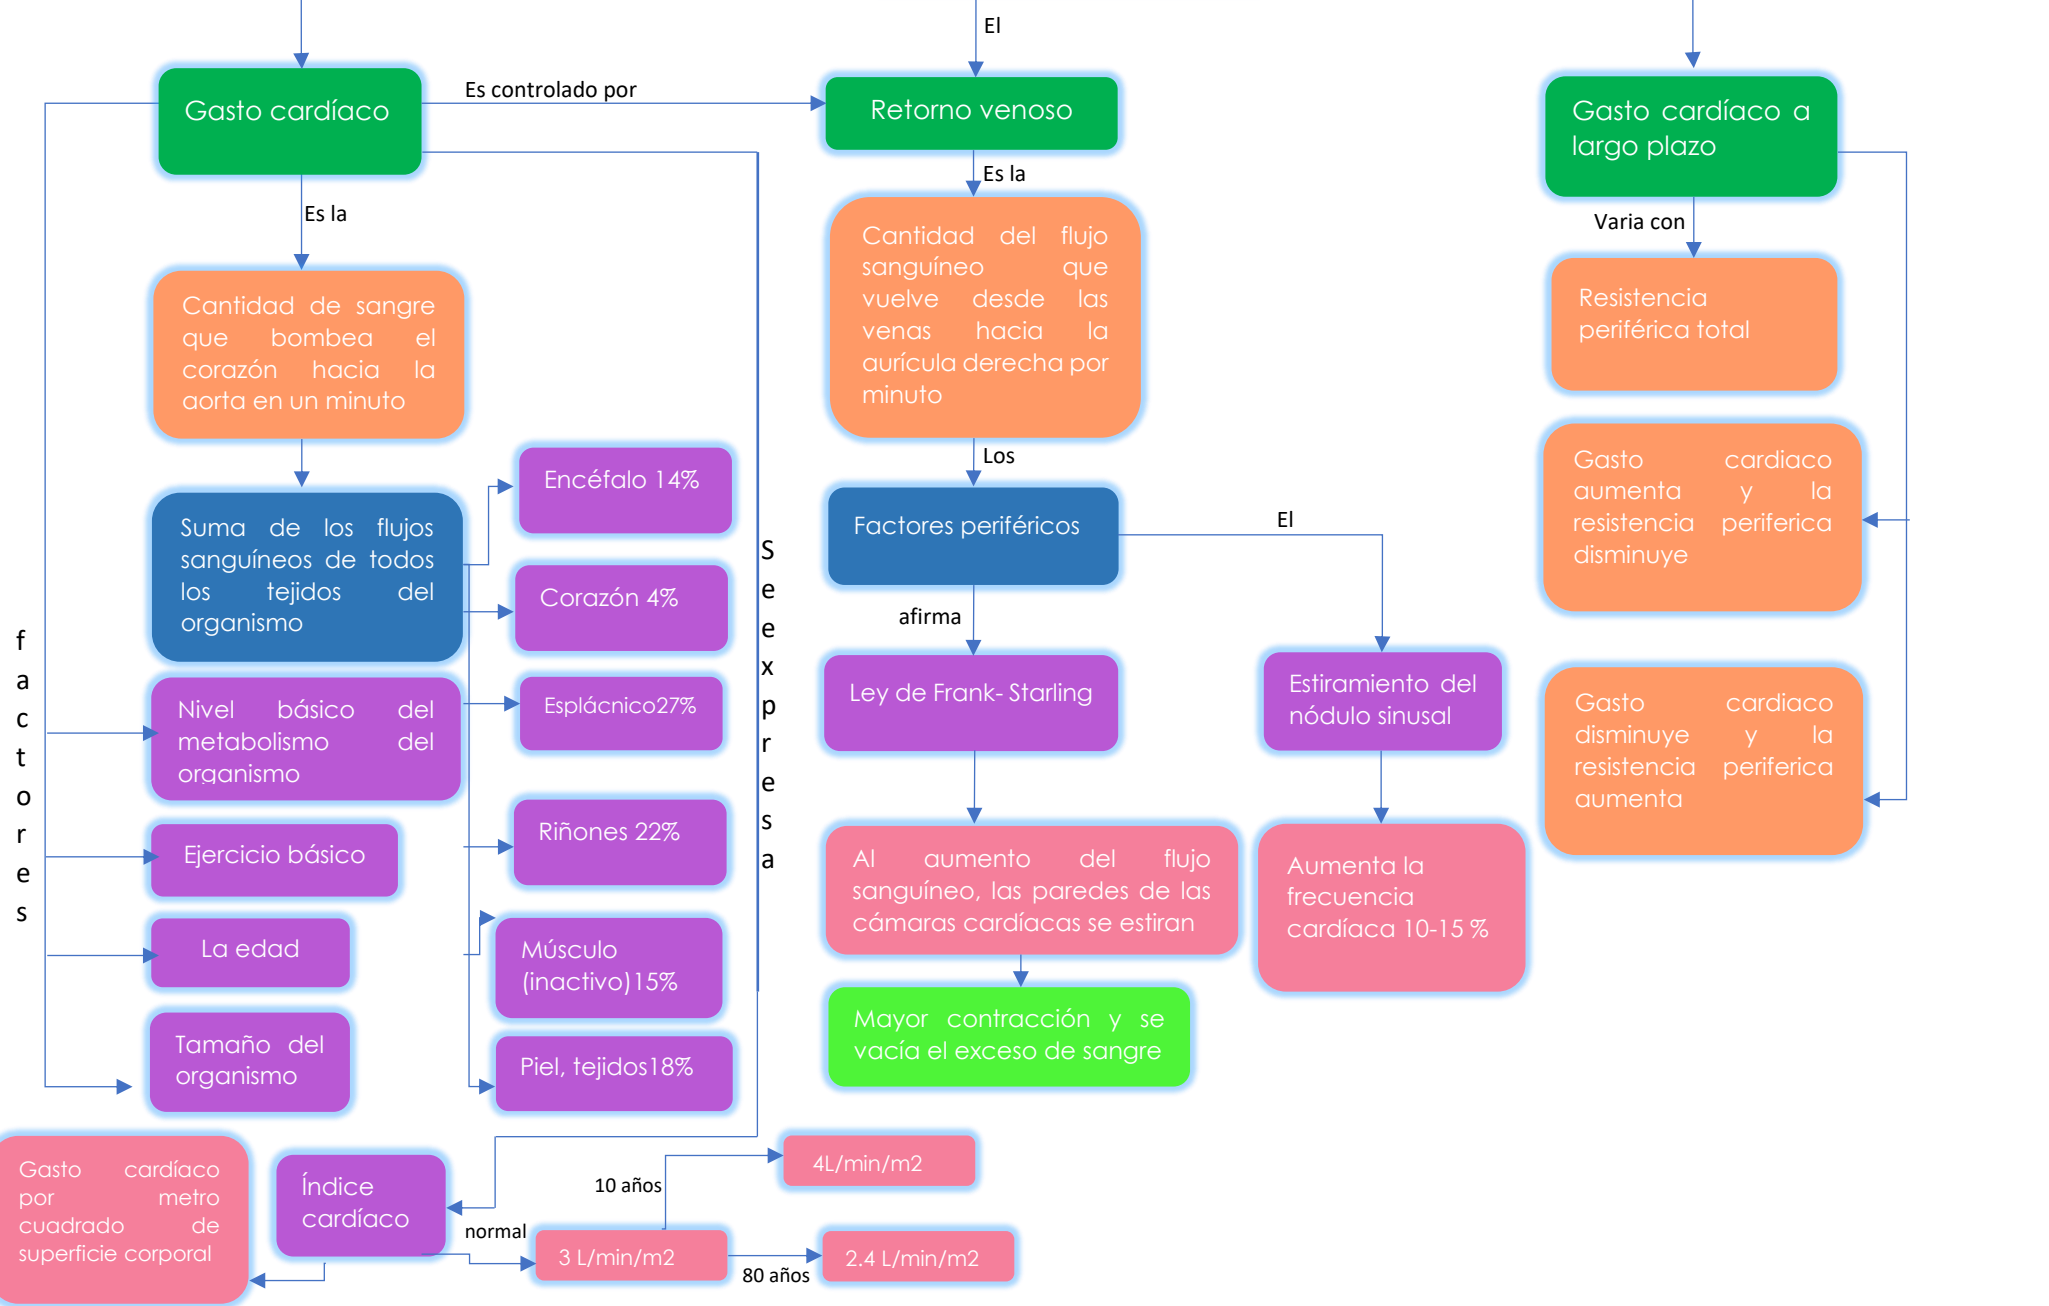 El
Gasto cardíaco
Es controlado por
Retorno venoso
Gasto cardíaco a
largo plazo
Es la
Es la
Varia con
Cantidad de sangre
que bombea el
corazón hacia la
aorta en un minuto
Cantidad del flujo
sanguíneo que
vuelve desde las
venas hacia la
aurícula derecha por
minuto
Resistencia
periférica total
Gasto cardiaco
aumenta y la
resistencia periferica
disminuye
Gasto cardiaco
disminuye y la
resistencia periferica
aumenta
Suma de los flujos
sanguíneos de todos
los tejidos del
organismo
Encéfalo 14%
Corazón 4%
Esplácnico27%
Riñones 22%
Músculo
(inactivo)15%
Piel, tejidos18%
factores
Nivel básico del
metabolismo del
organismo
Ejercicio básico
La edad
Tamaño del
organismo
Se expresa
Los
Factores periféricos
El
afirma
Ley de Frank- Starling
Estiramiento del
nódulo sinusal
Al aumento del flujo
sanguíneo, las paredes de las
cámaras cardíacas se estiran
Aumenta la
frecuencia
cardíaca 10-15 %
Mayor contracción y se
vacía el exceso de sangre
Gasto cardíaco
por metro
cuadrado de
superficie corporal
Índice
cardíaco
normal
3 L/min/m2
10 años
4L/min/m2
80 años
2.4 L/min/m2